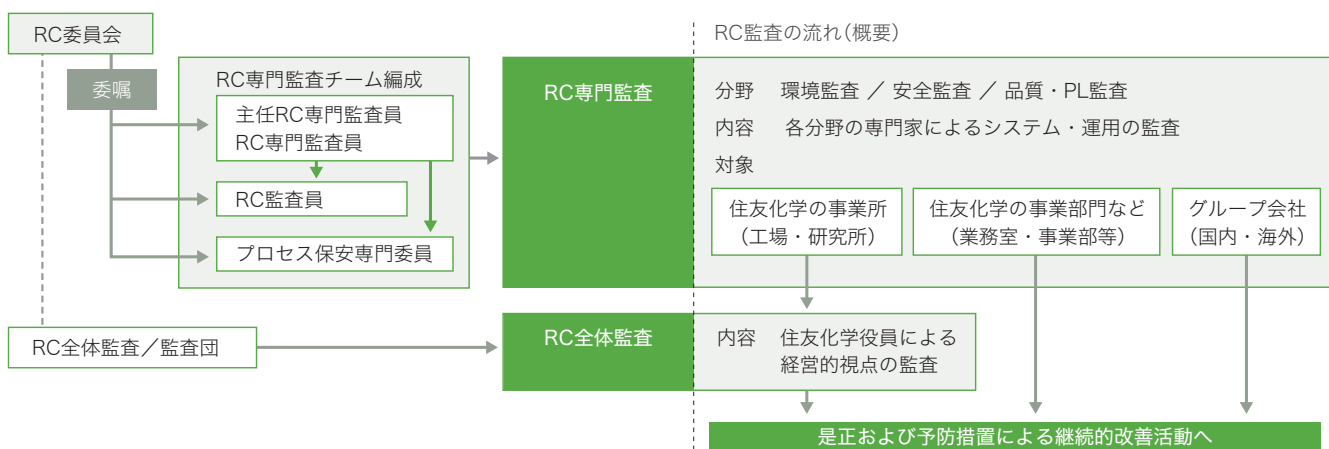 RC委員会
委嘱
RC専門監査チーム編成
主任RC専門監査員
RC専門監査員
RC監査員
プロセス保安専門委員
RC全体監査／監査団
RC専門監査
RC全体監査
RC監査の流れ(概要)
分野　環境監査 ／ 安全監査 ／ 品質・PL監査
内容　各分野の専門家によるシステム・運用の監査
対象
住友化学の事業所
（工場・研究所）
住友化学の事業部門など
（業務室・事業部等）
グループ会社
（国内・海外）
内容　住友化学役員による
経営的視点の監査
是正および予防措置による継続的改善活動へ